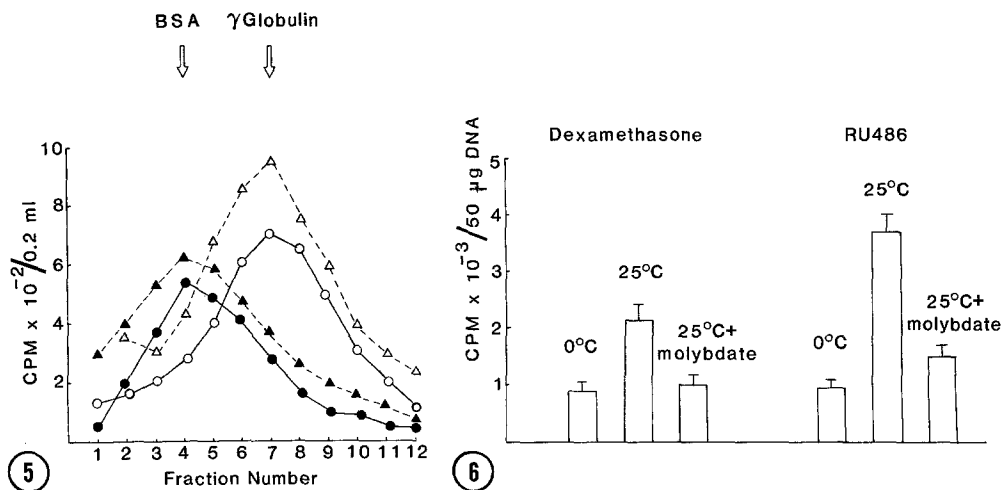 BSA γGlobulin
CPM x 10⁻²/0.2 ml
10
8
6
4
2
1 2 3 4 5 6 7 8 9 10 11 12
Fraction Number
5
Dexamethasone RU486
CPM x 10⁻³/50 µg DNA
5
4
3
2
1
0°C
25°C
25°C+
molybdate
0°C
25°C
25°C+
molybdate
6